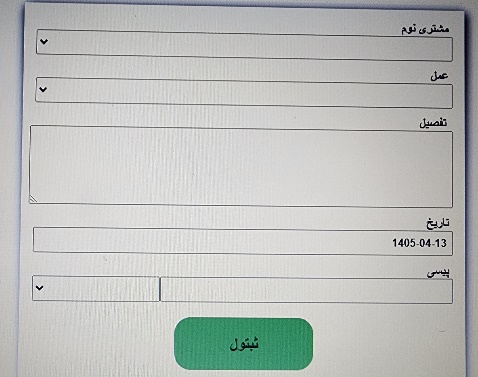 مشتری نوم
عمل
تفصیل
تاریخ
1405-04-13
پیسی
ثبتول